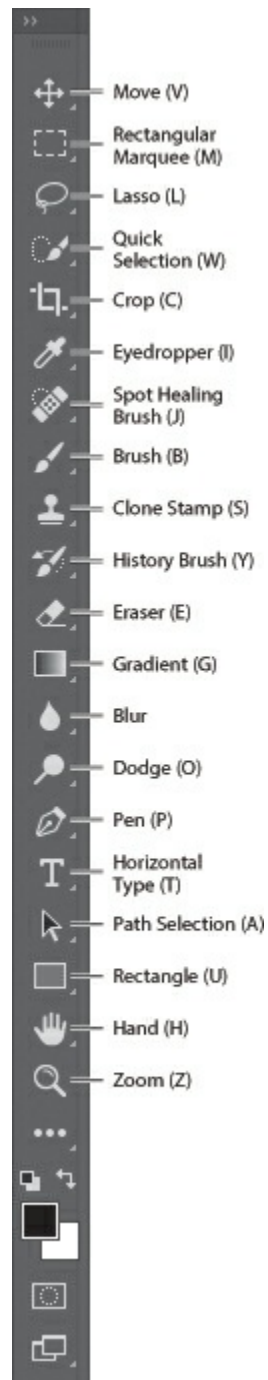 Move (V)
Rectangular
Marquee (M)
Lasso (L)
Quick
Selection (W)
Crop (C)
Eyedropper (I)
Spot Healing
Brush (J)
Brush (B)
Clone Stamp (S)
History Brush (Y)
Eraser (E)
Gradient (G)
Blur
Dodge (O)
Pen (P)
Horizontal
Type (T)
Path Selection (A)
Rectangle (U)
Hand (H)
Zoom (Z)